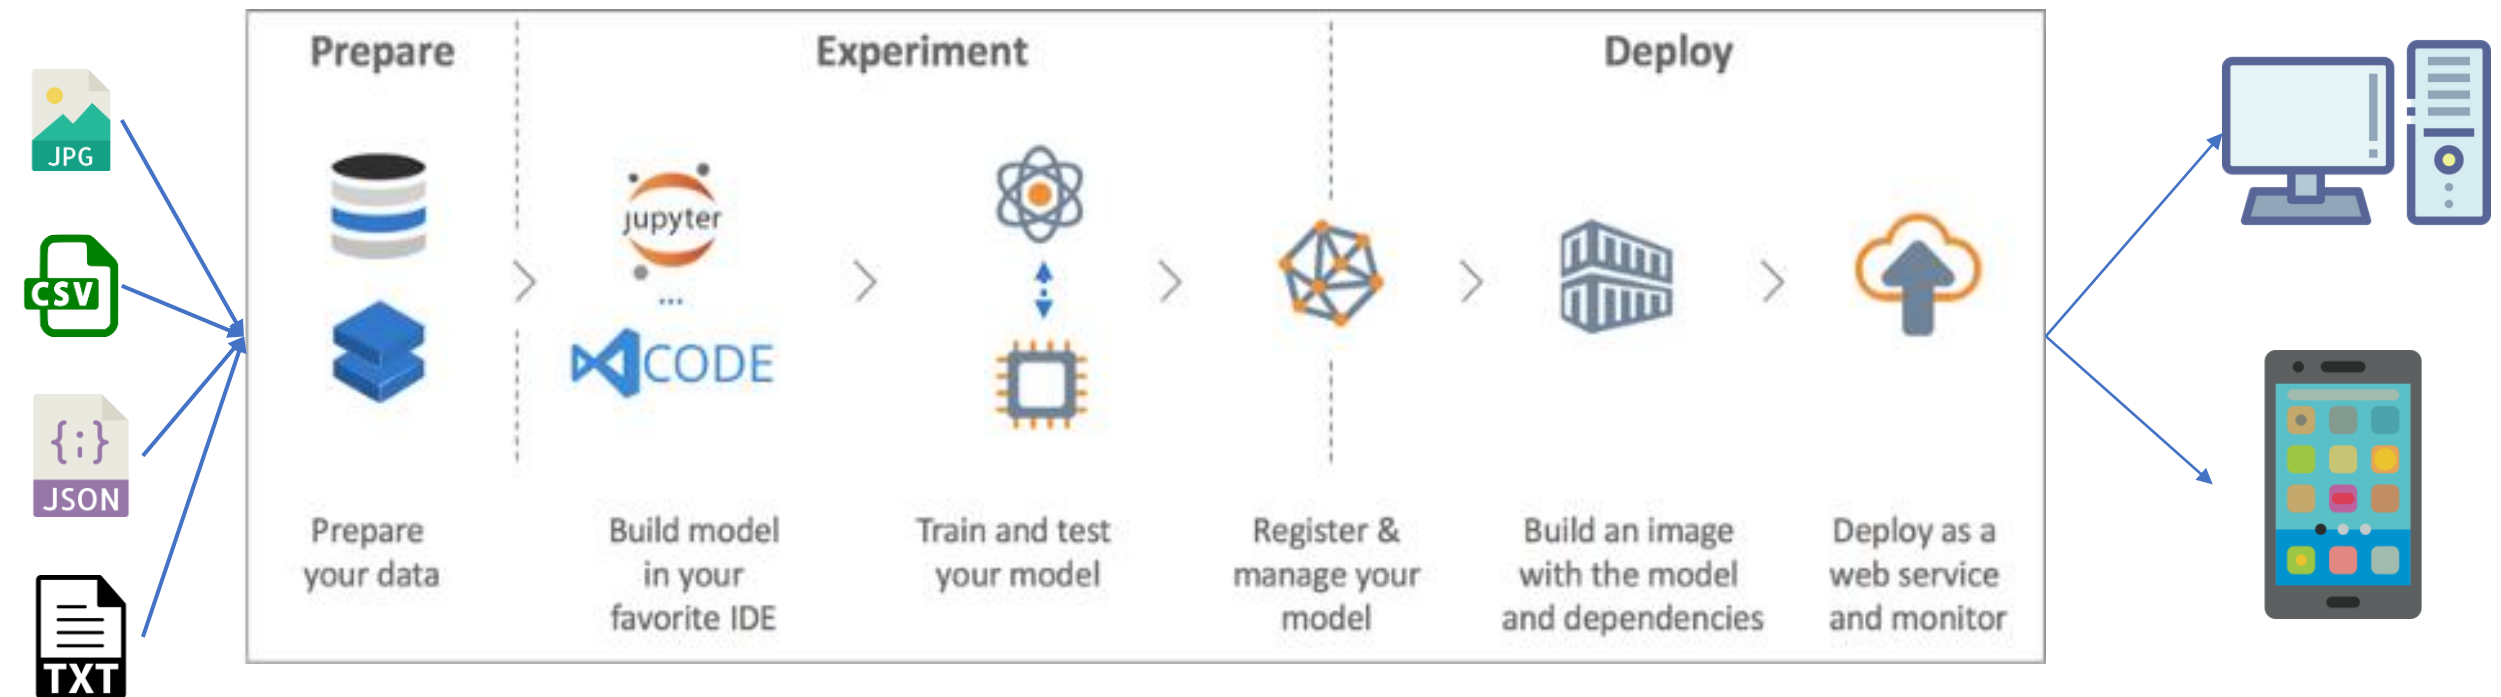 JPG
CSV
{;}
JSON
TXT
Prepare
Experiment
Deploy
jupyter
...
CODE
Prepare
your data
Build model
in your
favorite IDE
Train and test
your model
Register &
manage your
model
Build an image
with the model
and dependencies
Deploy as a
web service
and monitor